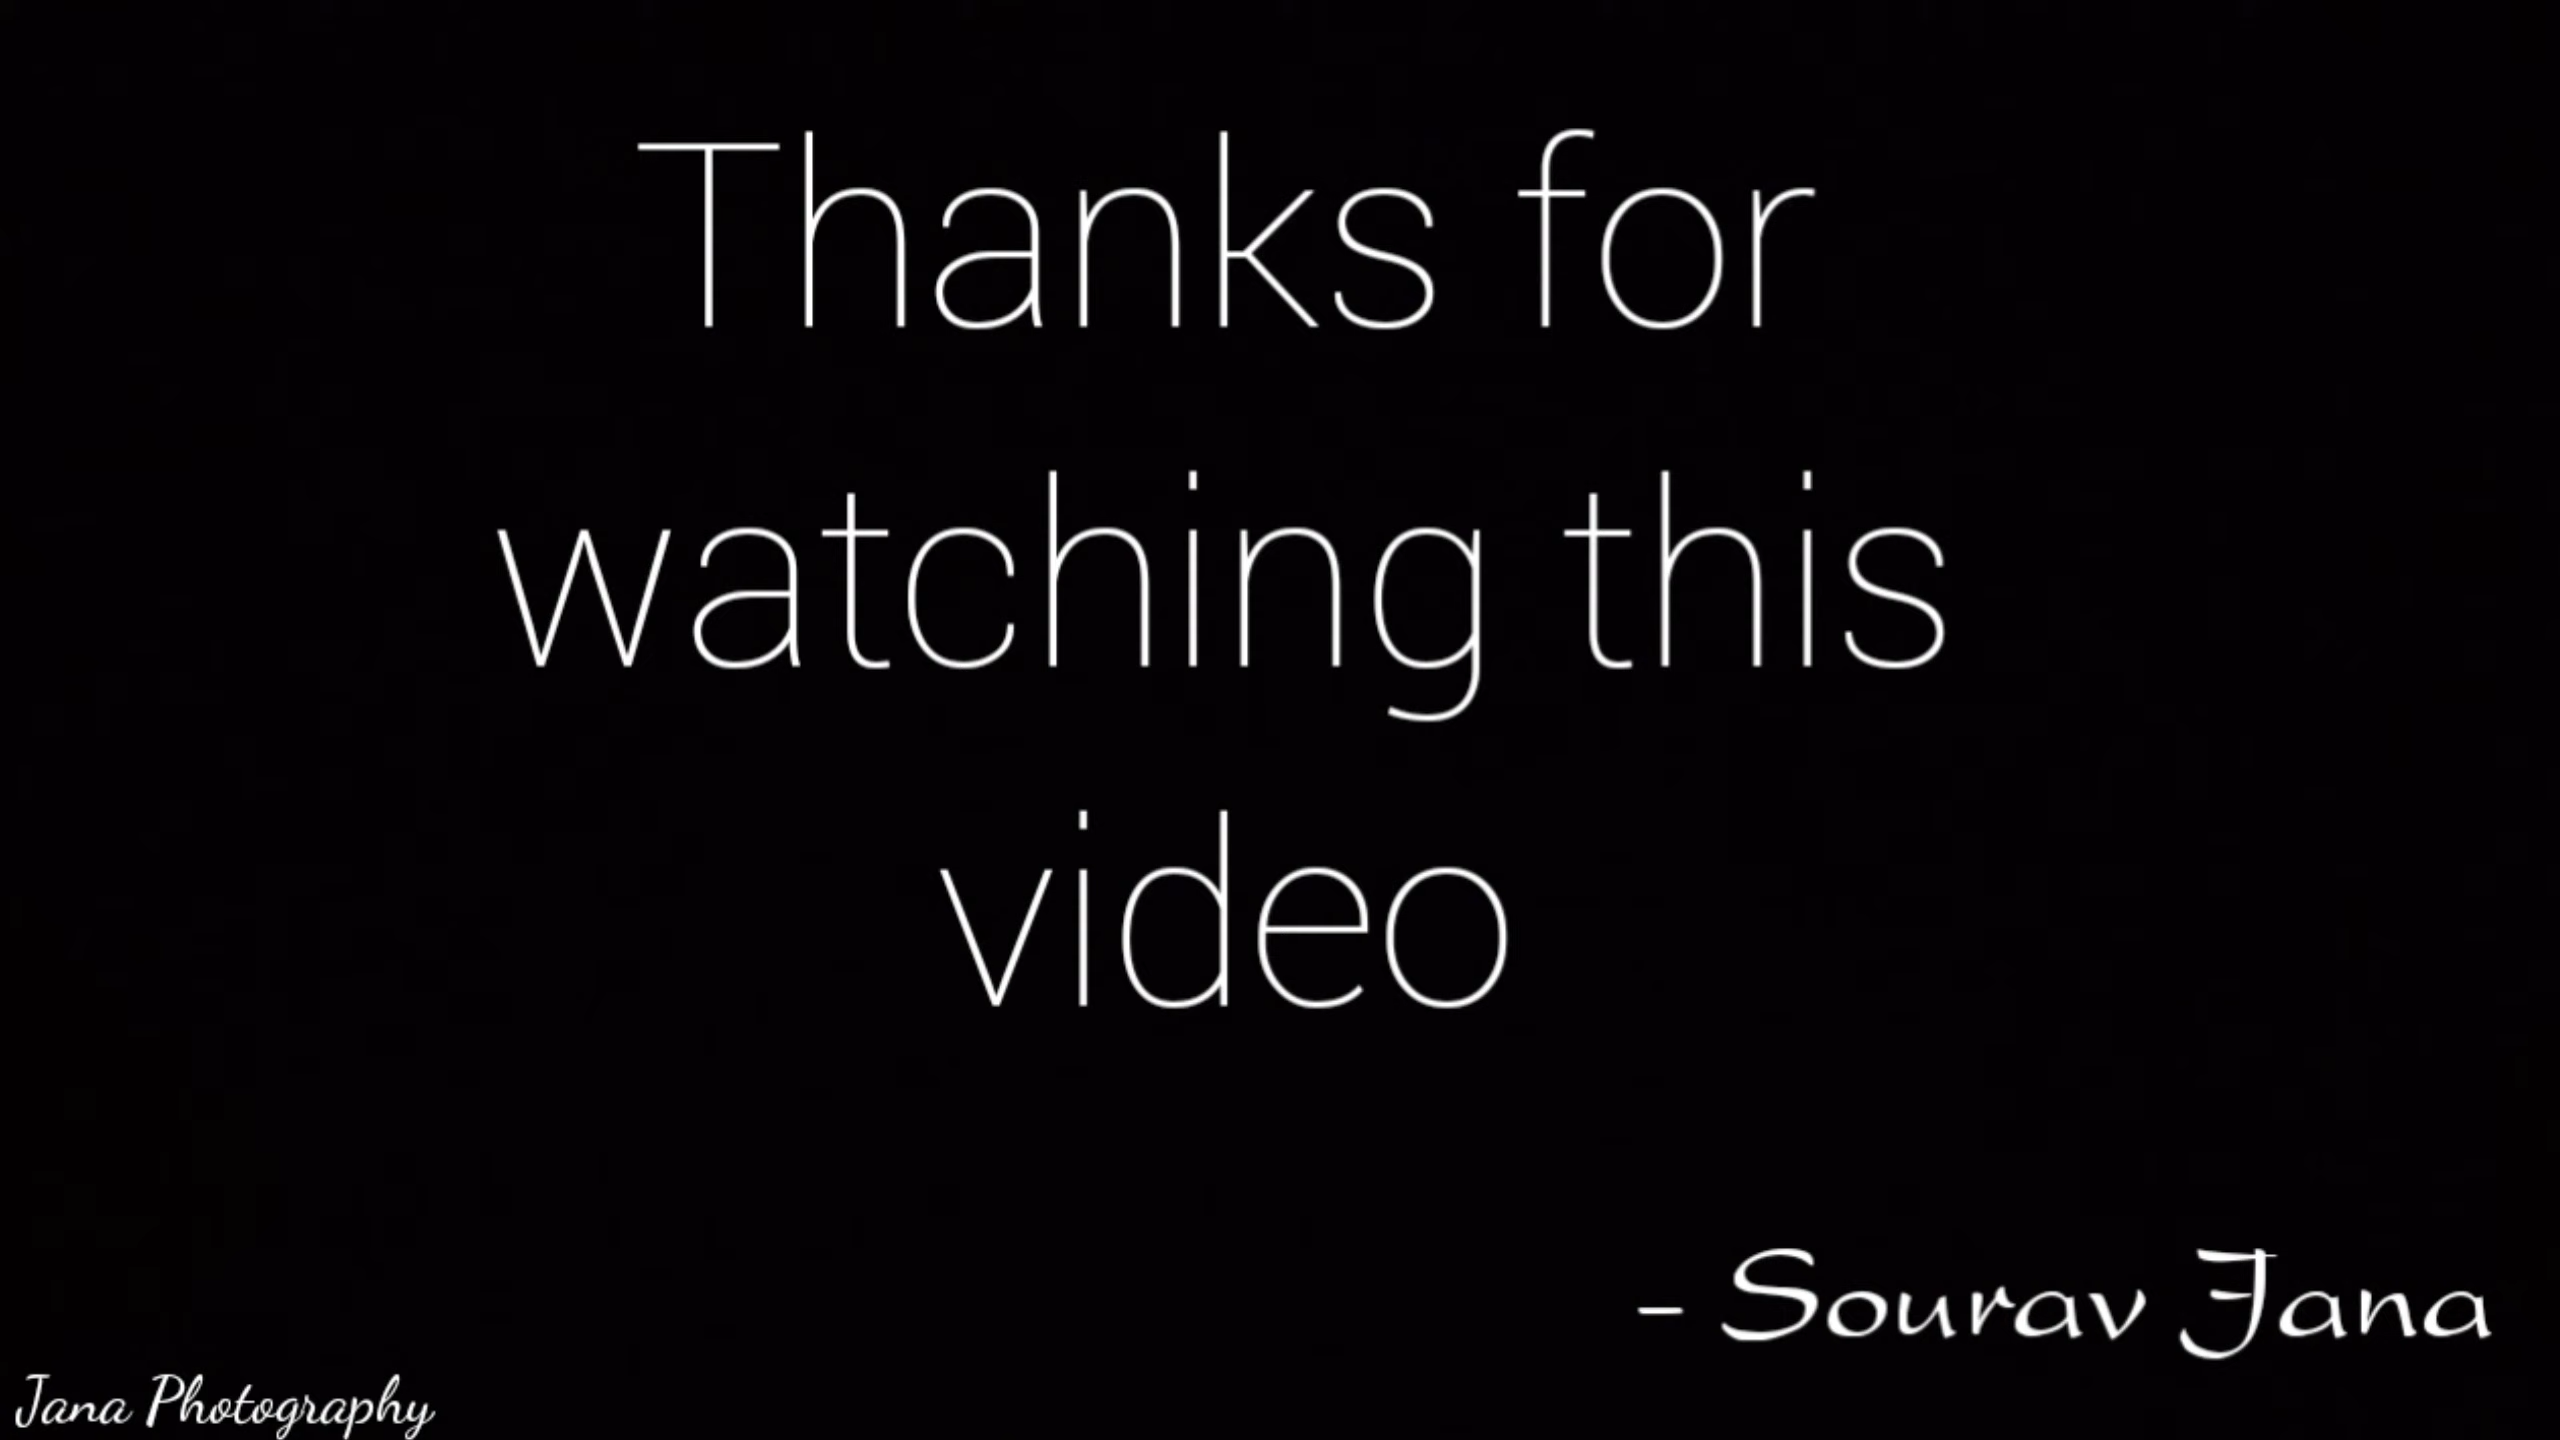 Thanks for
watching this
video
- Sourav Jana
Jana Photography